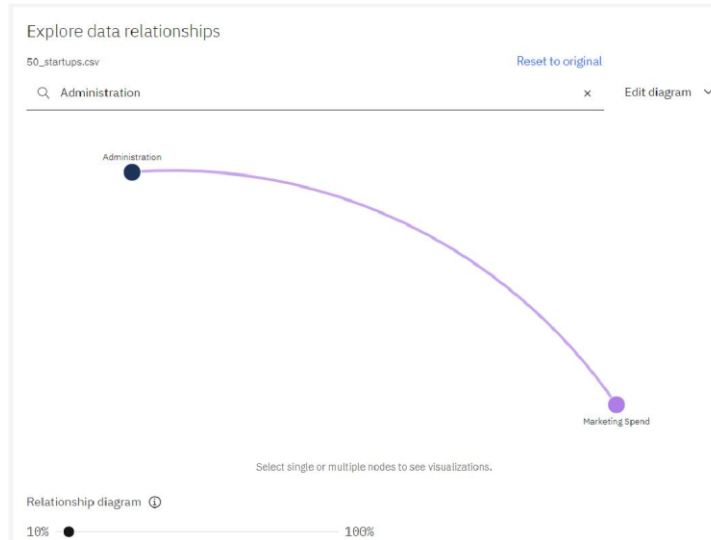 Explore data relationships
50_startups.csv
Reset to original
Administration
Edit diagram
Administration
Marketing Spend
Select single or multiple nodes to see visualizations.
Relationship diagram
10% 100%